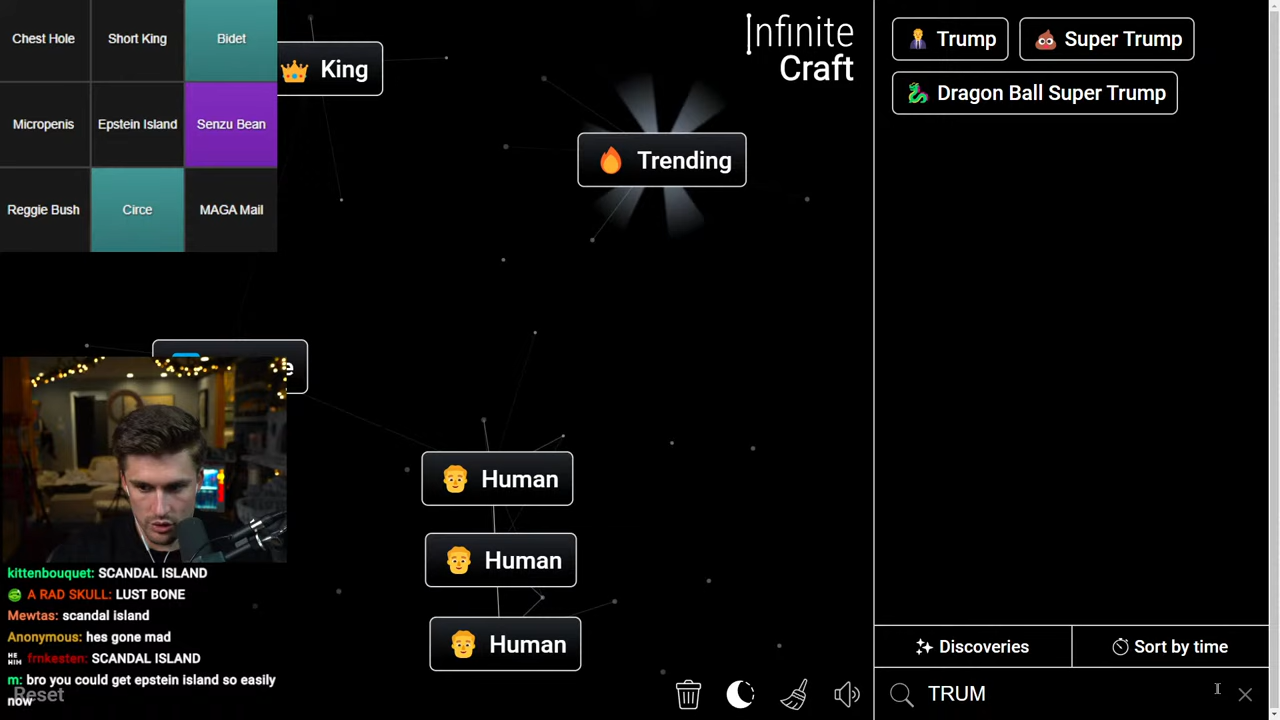 Chest Hole
Short King
Bidet
Micropenis
Epstein Island
Senzu Bean
Reggie Bush
Circe
MAGA Mail
King
Infinite
Craft
Trending
Human
Human
Human
Trump
Super Trump
Dragon Ball Super Trump
Discoveries
Sort by time
TRUM
kittenbouquet: SCANDAL ISLAND
A RAD SKULL: LUST BONE
Mewtas: scandal island
Anonymous: hes gone mad
HE HIM frnkesten: SCANDAL ISLAND
m: bro you could get epstein island so easily
now
Reset